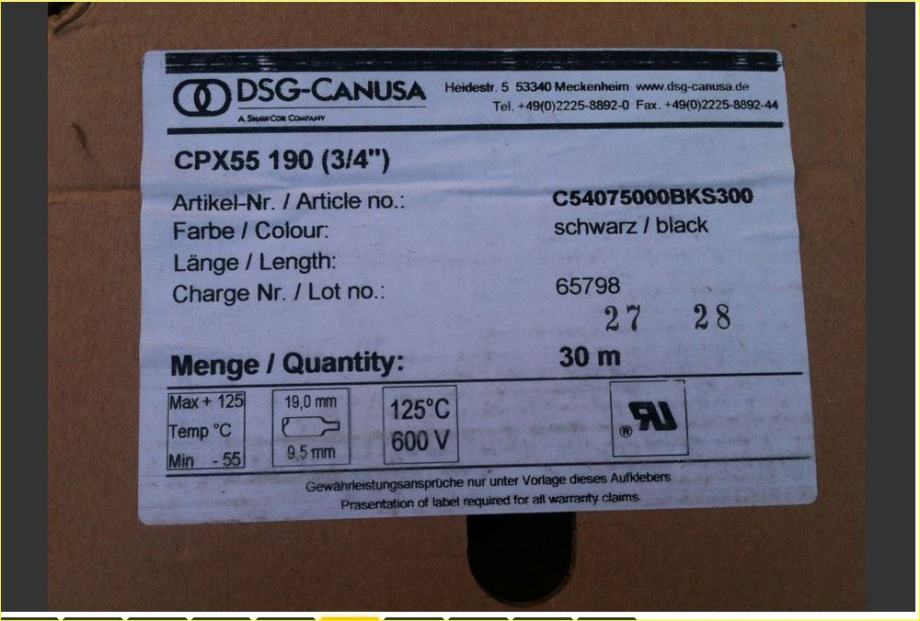 DSG-CANUSA
A SHAWCOR COMPANY
Heidestr. 5 53340 Meckenheim www.dsg-canusa.de
Tel. +49(0)2225-8892-0 Fax. +49(0)2225-8892-44
CPX55 190 (3/4")
Artikel-Nr. / Article no.: C54075000BKS300
Farbe / Colour: schwarz / black
Länge / Length:
Charge Nr. / Lot no.: 65798
27 28
Menge / Quantity: 30 m
Max + 125
Temp °C
Min - 55
19,0 mm
9,5 mm
125°C
600 V
RU ®
Gewährleistungsansprüche nur unter Vorlage dieses Aufklebers
Prasentation of label required for all warranty claims